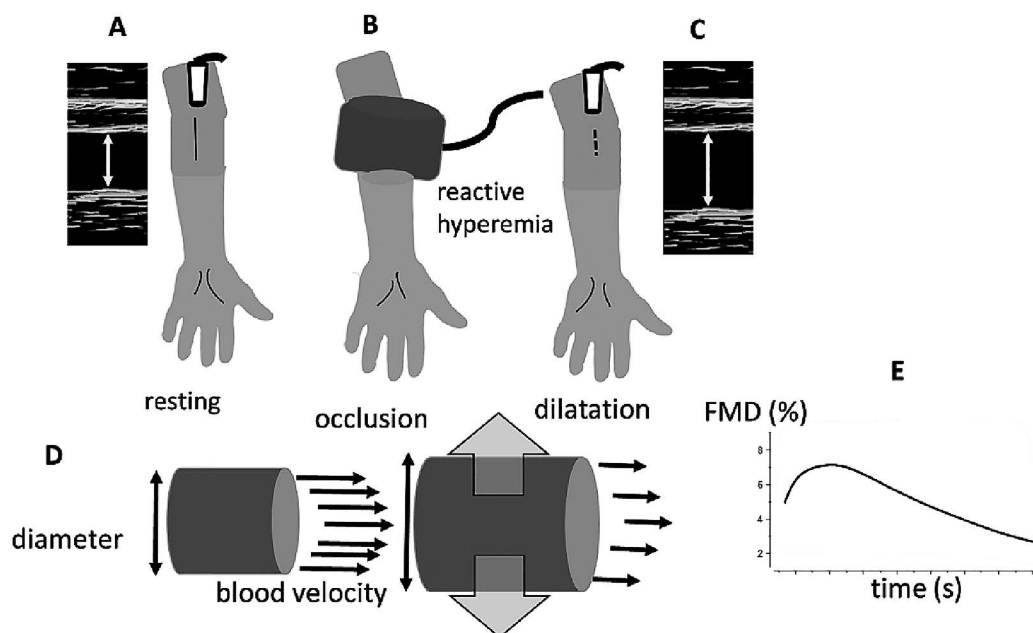 A
B
C
reactive
hyperemia
resting
occlusion
dilatation
E
FMD (%)
8
6
4
2
time (s)
D
diameter
blood velocity